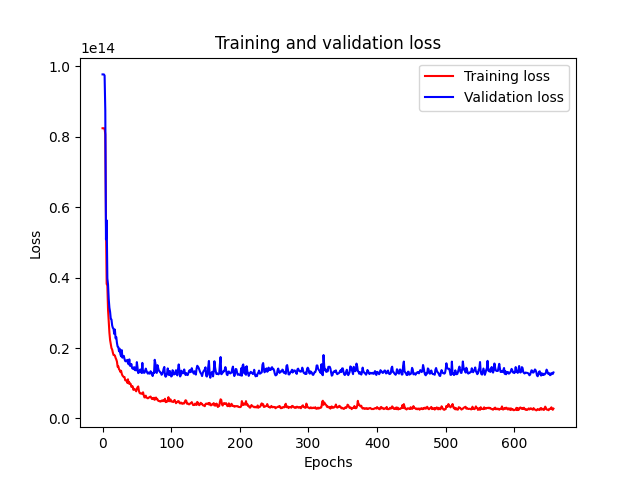 Training and validation loss
1e14
1.0
0.8
0.6
0.4
0.2
0.0
Loss
Training loss
Validation loss
0 100 200 300 400 500 600
Epochs